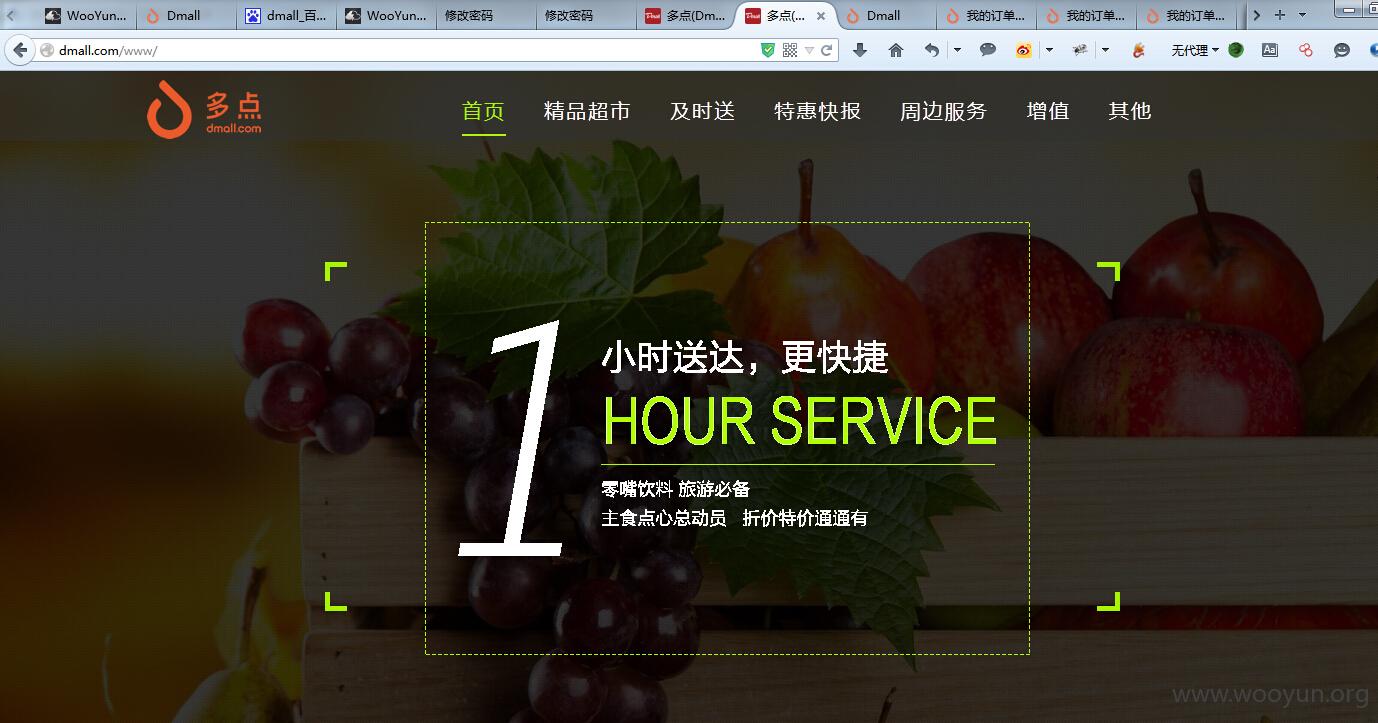 WooYun...
Dmall
dmall_百...
WooYun...
修改密码
修改密码
多点(Dm...
多点(...
Dmall
我的订单...
我的订单...
我的订单...
dmall.com/www/
无代理
Aa
多点
dmall.com
首页
精品超市
及时送
特惠快报
周边服务
增值
其他
1
小时送达，更快捷
HOUR SERVICE
零嘴饮料 旅游必备
主食点心总动员 折价特价通通有
www.wooyun.org